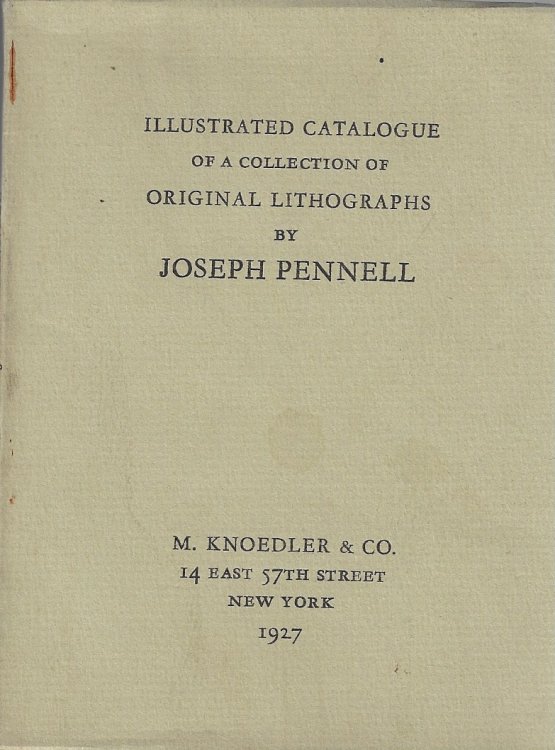 ILLUSTRATED CATALOGUE
OF A COLLECTION OF
ORIGINAL LITHOGRAPHS
BY
JOSEPH PENNELL
M. KNOEDLER & CO.
14 EAST 57TH STREET
NEW YORK
1927